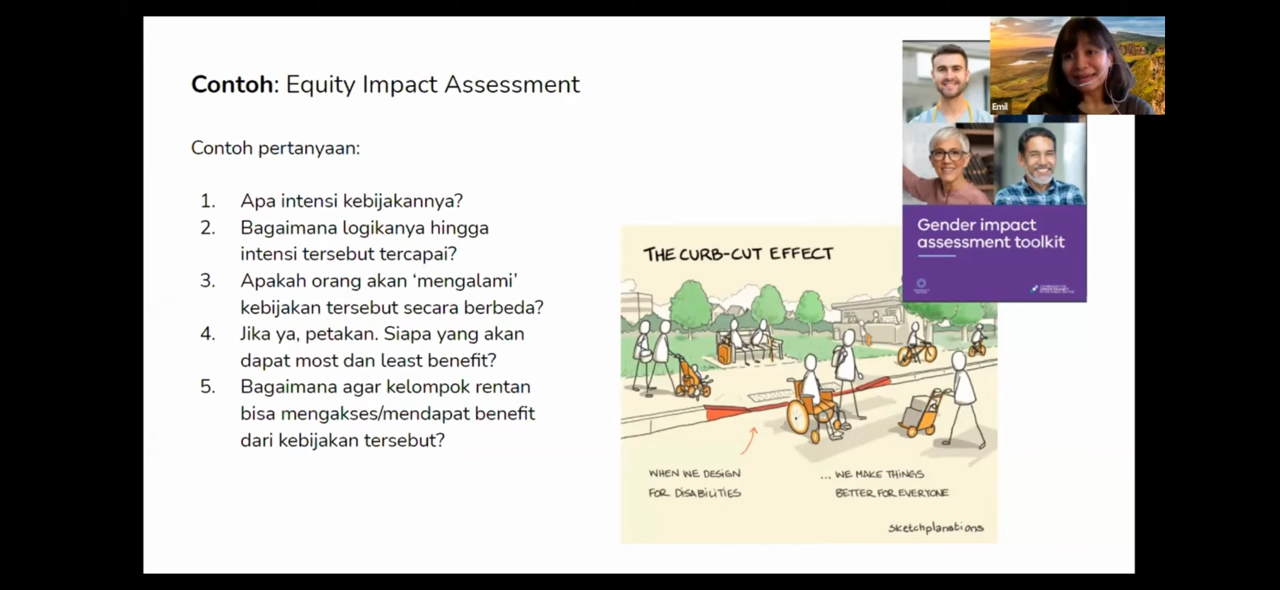 Contoh: Equity Impact Assessment
Contoh pertanyaan:
1. Apa intensi kebijakannya?
2. Bagaimana logikanya hingga
intensi tersebut tercapai?
3. Apakah orang akan ‘mengalami’
kebijakan tersebut secara berbeda?
4. Jika ya, petakan. Siapa yang akan
dapat most dan least benefit?
5. Bagaimana agar kelompok rentan
bisa mengakses/mendapat benefit
dari kebijakan tersebut?
Emil
Gender impact
assessment toolkit
THE CURB-CUT EFFECT
WHEN WE DESIGN
FOR DISABILITIES
... WE MAKE THINGS
BETTER FOR EVERYONE
sketchplanations